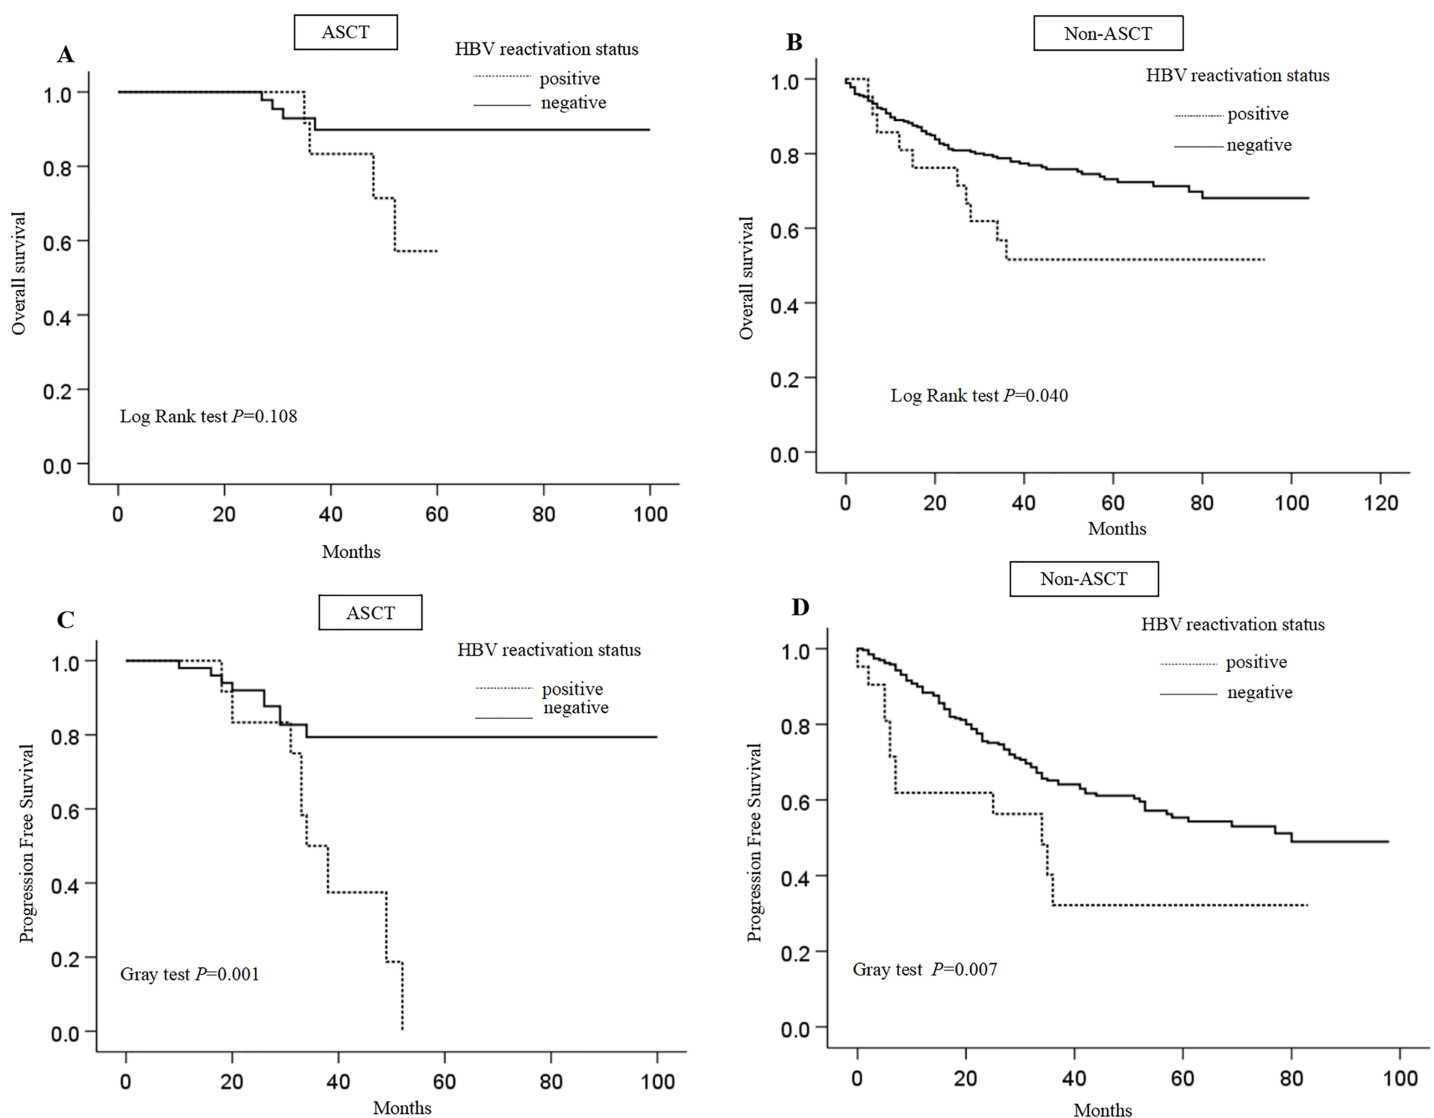 A
ASCT
HBV reactivation status
positive
negative
1.0
0.8
0.6
0.4
0.2
0.0
Overall survival
Log Rank test P=0.108
0 20 40 60 80 100
Months
B
Non-ASCT
HBV reactivation status
positive
negative
1.0
0.8
0.6
0.4
0.2
0.0
Overall survival
Log Rank test P=0.040
0 20 40 60 80 100 120
Months
C
ASCT
HBV reactivation status
positive
negative
1.0
0.8
0.6
0.4
0.2
0.0
Progression Free Survival
Gray test P=0.001
0 20 40 60 80 100
Months
D
Non-ASCT
HBV reactivation status
positive
negative
1.0
0.8
0.6
0.4
0.2
0.0
Progression Free Survival
Gray test P=0.007
0 20 40 60 80 100
Months